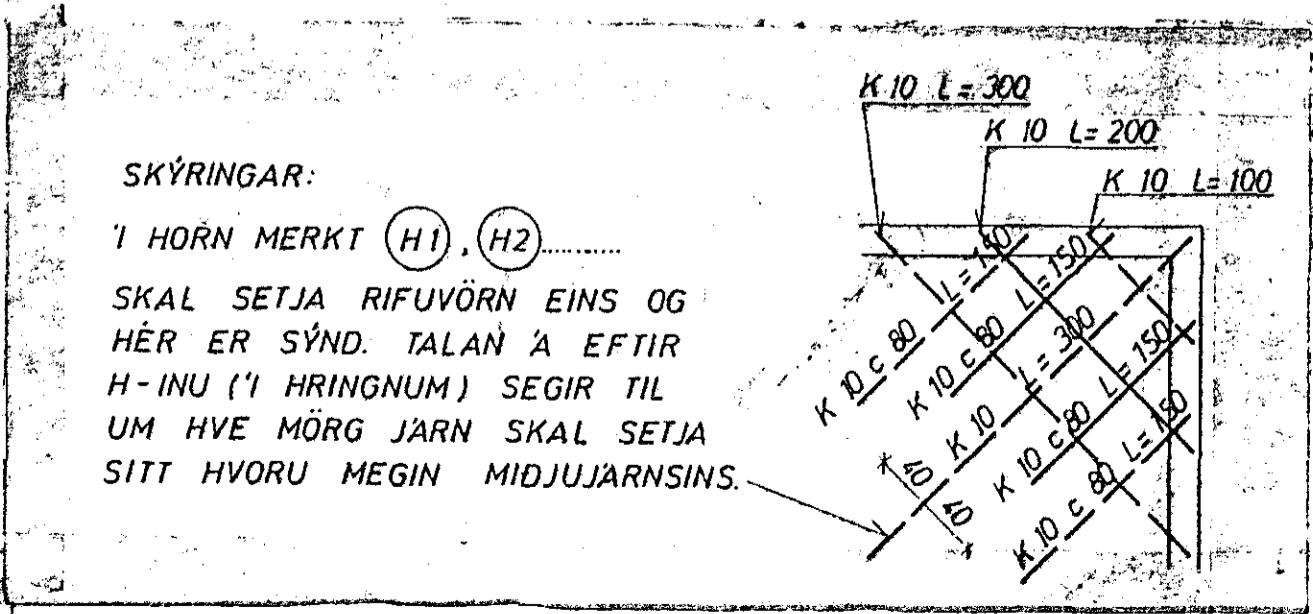 SKÝRINGAR:
Í HORN MERKT (H1), (H2)............
SKAL SETJA RIFUVÖRN EINS OG
HÉR ER SÝND. TALAN Á EFTIR
H-INU (Í HRINGNUM) SEGIR TIL
UM HVE MÖRG JÁRN SKAL SETJA
SITT HVORU MEGIN MIÐJUJÁRNSINS.
K 10 L=300
K 10 L=200
K 10 L=100
K 10 c 80 L=150
K 10 c 80 L=150
K 10 L=300
K 10 c 80 L=150
K 10 c 80 L=150
40
40